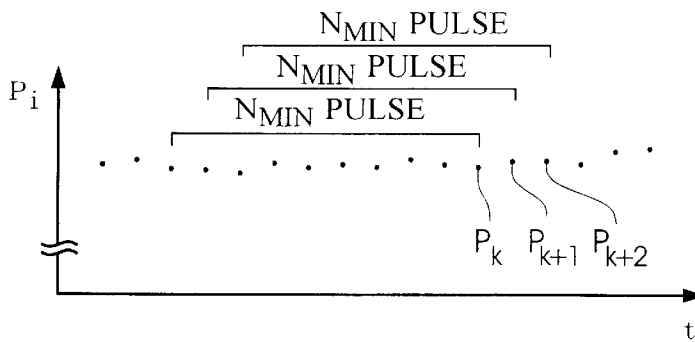 N_MIN PULSE
N_MIN PULSE
N_MIN PULSE
P_i
P_k P_k+1 P_k+2
t